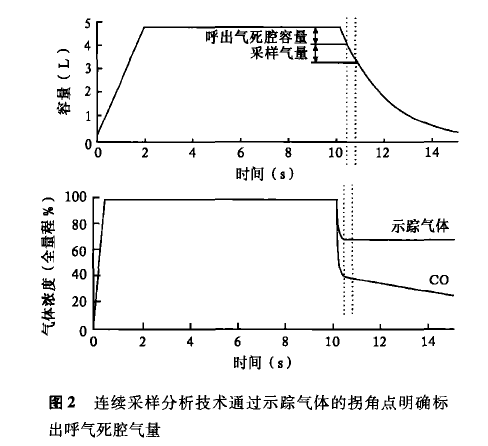 容量（L）
5
4
3
2
1
0
呼出气死腔容量
采样气量
0
2
4
6
8
10
12
14
时间（s）
气体浓度（全量程%）
100
80
60
40
20
0
示踪气体
CO
0
2
4
6
8
10
12
14
时间（s）
图2 连续采样分析技术通过示踪气体的拐角点明确标
出呼气死腔气量